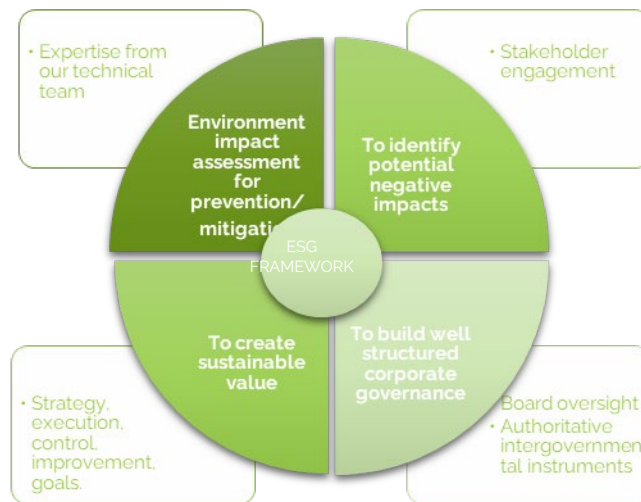 • Expertise from
our technical
team
• Stakeholder
engagement
Environment
impact
assessment
for
prevention/
mitigati
To identify
potential
negative
impacts
ESG
FRAMEWORK
To create
sustainable
value
To build well
structured
corporate
governance
• Strategy,
execution,
control,
improvement,
goals.
Board oversight
• Authoritative
intergovernmen
tal instruments